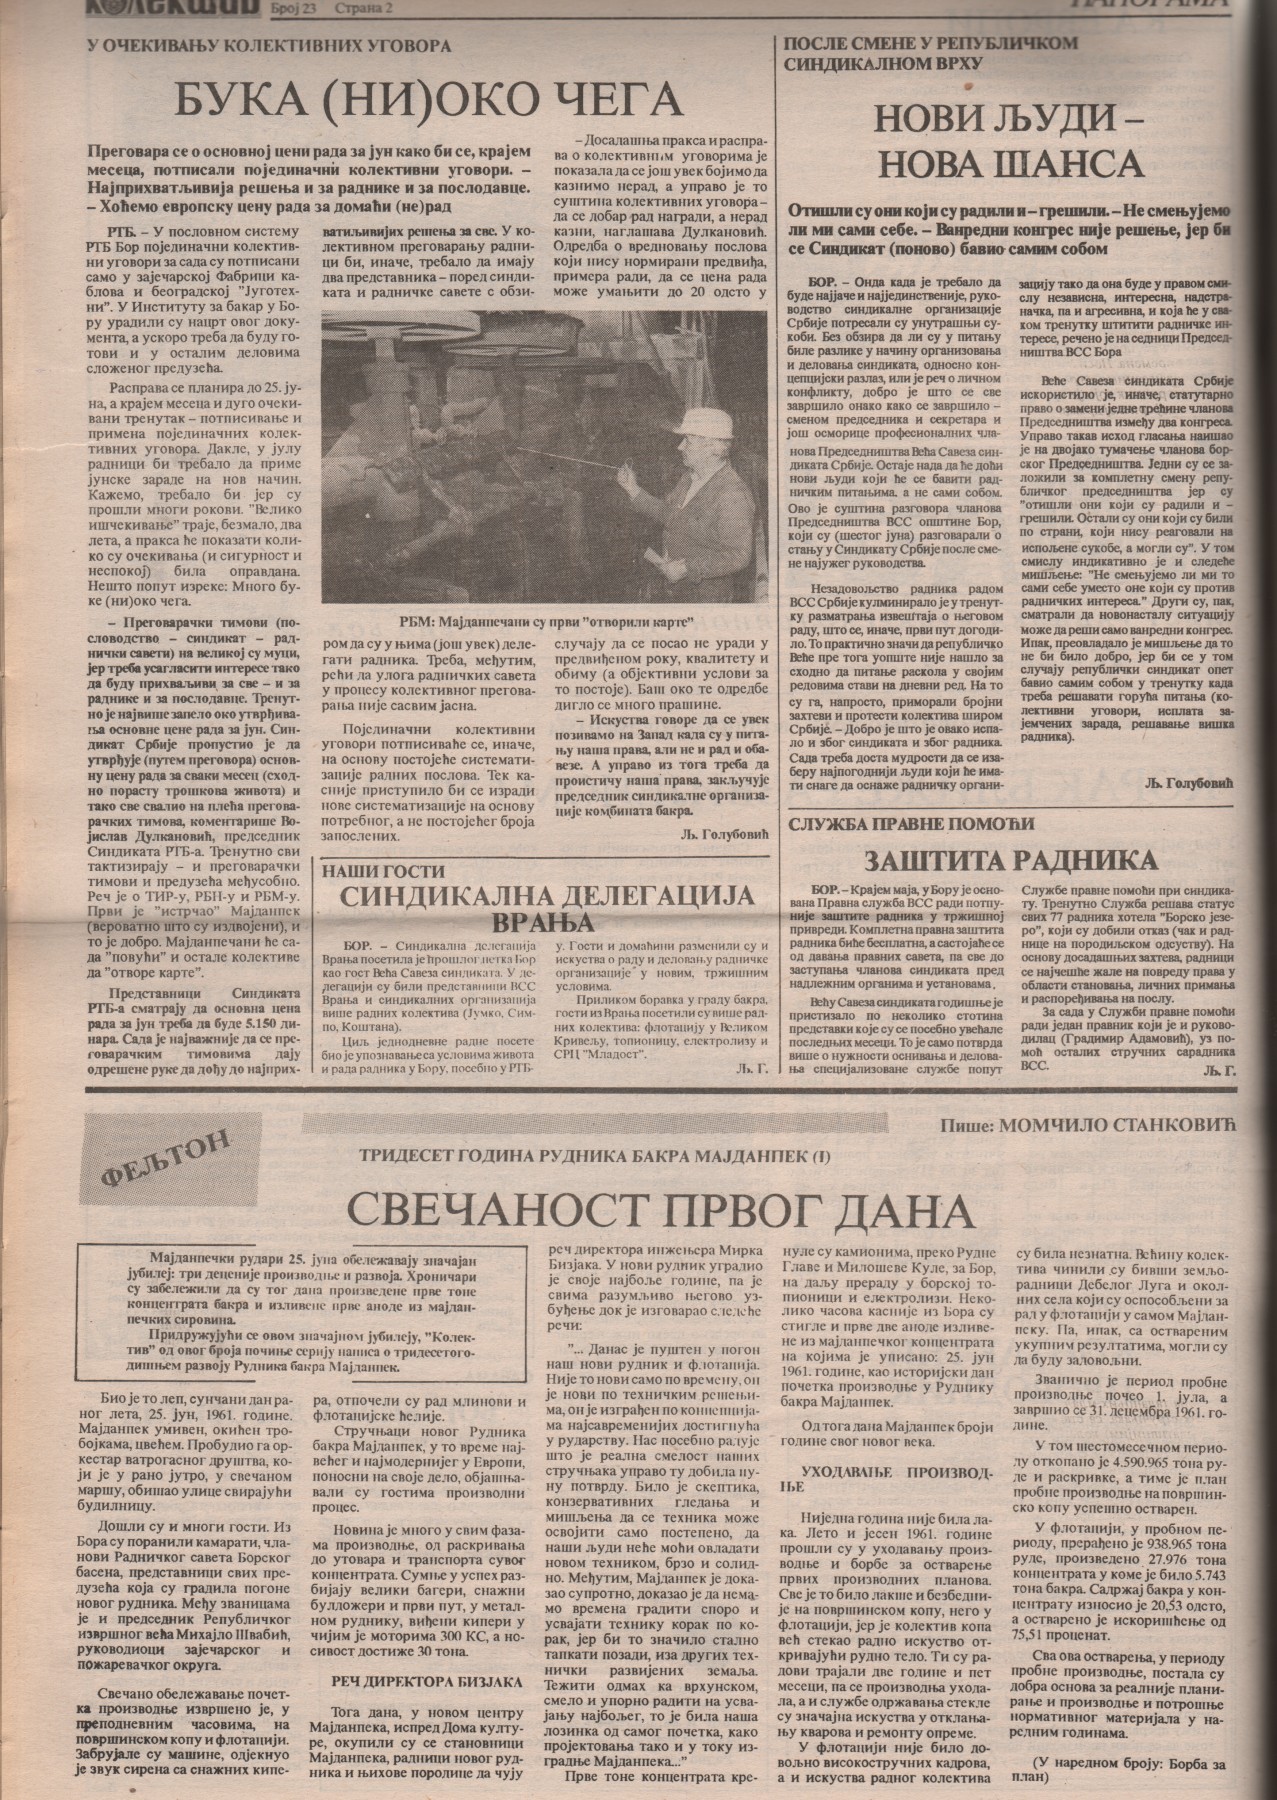 колектив Број 23 Страна 2
ПАНОРАМА
У ОЧЕКИВАЊУ КОЛЕКТИВНИХ УГОВОРА
БУКА (НИ)ОКО ЧЕГА
Преговара се о основној цени рада за јун како би се, крајем
месеца, потписали појединачни колективни уговори. –
Најприхватљивија решења и за раднике и за послодавце.
– Хоћемо европску цену рада за домаћи (не)рад
РТБ. – У пословном систему
РТБ Бор појединачни колектив-
ни уговори за сада су потписани
само у зајечарској Фабрици ка-
блова и београдској "Југотех-
ни". У Институту за бакар у Бо-
ру урадили су нацрт овог доку-
мента, а ускоро треба да буду го-
тови и у осталим деловима
сложеног предузећа.
Расправа се планира до 25. ју-
на, а крајем месеца и дуго очеки-
вани тренутак – потписивање и
примена појединачних колек-
тивних уговора. Дакле, у јулу
радници би требало да приме
јунске зараде на нов начин.
Кажемо, требало би јер су
прошли многи рокови. "Велико
ишчекивање" траје, безмало, два
лета, а пракса ће показати коли-
ко су очекивања (и сигурност и
неспокој) била оправдана.
Нешто попут изреке: Много бу-
ке (ни)око чега.
– Преговарачки тимови (по-
словодство – синдикат – рад-
нички савети) на великој су муци,
јер треба усагласити интересе тако
да буду прихваљиви за све – и за
раднике и за послодавце. Тренут-
но је највише запело око утврђива-
ња основне цене рада за јун. Син-
дикат Србије пропустио је да
утврђује (путем преговора) основ-
ну цену рада за сваки месец (сход-
но порасту трошкова живота) и
тако све свалио на плећа прегова-
рачких тимова, коментарише Во-
јислав Дулкановић, председник
Синдиката РТБ-а. Тренутно сви
тактизирају – и преговарачки
тимови и предузећа међусобно.
Реч је о ТИР-у, РБН-у и РБМ-у.
Први је "истрчао" Мајданпек
(вероватно што су издвојени), и
то је добро. Мајданпечани ће са-
да "повући" и остале колективе
да "отворе карте".
Представници Синдиката
РТБ-а сматрају да основна цена
рада за јун треба да буде 5.150 ди-
нара. Сада је најважније да се пре-
говарачким тимовима дају
одрешене руке да дођу до најприх-
ватиљивијих решења за све. У ко-
лективном преговарању радни-
ци би, иначе, требало да имају
два представника – поред синди-
ката и радничке савете с обзи-
– Досадашња пракса и распра-
ва о колективним уговорима је
показала да се још увек бојимо да
казнимо нерад, а управо је то
суштина колективних уговора –
да се добар рад награди, а нерад
казни, наглашава Дулкановић.
Одредба о вредновању послова
који нису нормирани предвиђа,
примера ради, да се цена рада
може умањити до 20 одсто у
РБМ: Мајданпечани су први "отворили карте"
ром да су у њима (још увек) деле-
гати радника. Треба, међутим,
рећи да улога радничких савета
у процесу колективног прегова-
рања није сасвим јасна.
Појединачни колективни
уговори потписиваће се, иначе,
на основу постојеће система­ти-
зације радних послова. Тек ка-
сније приступило би се изради
нове систематизације на основу
потребног, а не постојећег броја
запослених.
случају да се посао не уради у
предвиђеном року, квалитету и
обиму (а објективни услови за
то постоје). Баш око те одредбе
дигло се много прашине.
– Искуства говоре да се увек
позивамо на Запад када су у пита-
њу наша права, али не и рад и оба-
везе. А управо из тога треба да
проистичу наша права, закључује
председник синдикалне организа-
ције комбината бакра.
Љ. Голубовић
НАШИ ГОСТИ
СИНДИКАЛНА ДЕЛЕГАЦИЈА
ВРАЊА
БОР. – Синдикална делегација
Врања посетила је прошлог петка Бор
као гост Већа Савеза синдиката. У де-
легацији су били представници ВСС
Врања и синдикалних организација
више радних колектива (Јумко, Сим-
по, Коштана).
Циљ једнодневне радне посете
био је упознавање са условима живота
и рада радника у Бору, посебно у РТБ-
у. Гости и домаћини разменили су и
искуства о раду и деловању радничке
организације у новим, тржишним
условима.
Приликом боравка у граду бакра,
гости из Врања посетили су више рад-
них колектива: флотацију у Великом
Кривељу, топионицу, електролизу и
СРЦ "Младост".
Љ. Г.
ПОСЛЕ СМЕНЕ У РЕПУБЛИЧКОМ
СИНДИКАЛНОМ ВРХУ
НОВИ ЉУДИ –
НОВА ШАНСА
Отишли су они који су радили и – грешили. – Не смењујемо
ли ми сами себе. – Ванредни конгрес није решење, јер би
се Синдикат (поново) бавио самим собом
БОР. – Онда када је требало да
буде најјаче и најјединственије, руко-
водство синдикалне организације
Србије потресали су унутрашњи су-
коби. Без обзира да ли су у питању
биле разлике у начину организовања
и деловања синдиката, односно кон-
цепцијски разлаз, или је реч о личном
конфликту, добро је што се све
завршило онако како се завршило –
сменом председника и секретара и
још осморице професионалних чла-
нова Председништва Већа Савеза син-
диката Србије. Остаје нада да ће доћи
нови људи који ће се бавити рад-
ничким питањима, а не сами собом.
Ово је суштина разговора чланова
Председништва ВСС општине Бор,
који су (шестог јуна) разговарали о
стању у Синдикату Србије после сме-
не најужег руководства.
Незадовољство радника радом
ВСС Србије кулминирало је у тренут-
ку разматрања извештаја о његовом
раду, што се, иначе, први пут догоди-
ло. То практично значи да републичко
Веће пре тога уопште није нашло за
сходно да питање раскола у својим
редовима стави на дневни ред. На то
су га, напросто, приморали бројни
захтеви и протести колектива широм
Србије. – Добро је што је овако испа-
ло и због синдиката и због радника.
Сада треба доста мудрости да се иза-
беру најпогоднији људи који ће има-
ти снаге да оснаже радничку органи-
зацију тако да она буде у правом сми-
слу независна, интересна, надстра-
начка, па и агресивна, и која ће у сва-
ком тренутку штитити радничке ин-
тересе, речено је на седници Председ-
ништва ВСС Бора
Веће Савеза синдиката Србије
искористило је, иначе, статутарно
право о замени једне трећине чланова
Председништва између два конгреса.
Управо такав исход гласања наишао
је на двојако тумачење чланова бор-
ског Председништва. Једни су се за-
ложили за комплетну смену репу-
бличког председништва јер су
"отишли они који су радили и –
грешили. Остали су они који су били
по страни, који нису реаговали на
испољене сукобе, а могли су". У том
смислу индикативно је и следеће
мишљење: "Не смењујемо ли ми то
сами себе уместо оне који су против
радничких интереса." Други су, пак,
сматрали да новонасталу ситуацију
може да реши само ванредни конгрес.
Ипак, преовладало је мишљење да то
не би било добро, јер би се у том
случају републички синдикат опет
бавио самим собом у тренутку када
треба решавати горућа питања (ко-
лективни уговори, исплата за-
јемчених зарада, решавање вишка
радника).
Љ. Голубовић
СЛУЖБА ПРАВНЕ ПОМОЋИ
ЗАШТИТА РАДНИКА
БОР. – Крајем маја, у Бору је осно-
вана Правна служба ВСС ради потпу-
није заштите радника у тржишној
привреди. Комплетна правна заштита
радника биће бесплатна, а састојаће се
од давања правних савета, па све до
заступања чланова синдиката пред
надлежним органима и установама.
Већу Савеза синдиката годишње је
пристизало по неколико стотина
представки које су се посебно увећале
последњих месеци. То је само потврда
више о нужности оснивања и делова-
ња специјализоване службе попут
Службе правне помоћи при синдика-
ту. Тренутно Служба решава статус
свих 77 радника хотела "Борско језе-
ро", који су добили отказ (чак и рад-
нице на породиљном одсуству). На
основу досадашњих захтева, радници
се најчешће жале на повреду права у
области становања, личних примања
и распоређивања на послу.
За сада у Служби правне помоћи
ради један правник који је и руково-
дилац (Градимир Адамовић), уз по-
моћ осталих стручних сарадника
ВСС.
Љ. Г.
ФЕЉТОН
Пише: МОМЧИЛО СТАНКОВИЋ
ТРИДЕСЕТ ГОДИНА РУДНИКА БАКРА МАЈДАНПЕК (I)
СВЕЧАНОСТ ПРВОГ ДАНА
Мајданпечки рудари 25. јуна обележавају значајан
јубилеј: три деценије производње и развоја. Хроничари
су забележили да су тог дана произведене прве тоне
концентрата бакра и изливене прве аноде из мајдан-
печких сировина.
Придружујући се овом значајном јубилеју, "Колек-
тив" од овог броја почиње серију написа о тридесетого-
дишњем развоју Рудника бакра Мајданпек.
Био је то леп, сунчани дан ра-
ног лета, 25. јун, 1961. године.
Мајданпек умивен, окићен тро-
бојкама, цвећем. Пробудио га ор-
кестар ватрогасног друштва, ко-
ји је у рано јутро, у свечаном
маршу, обишао улице свирајући
будилницу.
Дошли су и многи гости. Из
Бора су поранили камарати, чла-
нови Радничког савета Борског
басена, представници свих пре-
дузећа која су градила погоне
новог рудника. Међу званицама
је и председник Републичког
извршног већа Михајло Швабић,
руководиоци зајечарског и
пожаревачког округа.
Свечано обележавање почет-
ка производње извршено је, у
преподневним часовима, на
површинском копу и флотацији.
Забрујале су машине, одјекнуо
је звук сирена са снажних кипе-
ра, отпочели су рад млинови и
флотацијске ћелије.
Стручњаци новог Рудника
бакра Мајданпек, у то време нај-
већег и најмодернијег у Европи,
поносни на своје дело, објашња-
вали су гостима производни
процес.
Новина је много у свим фаза-
ма производње, од раскривања
до утовара и транспорта сувог
концентрата. Сумње у успех раз-
бијају велики багери, снажни
булложери и први пут, у метал-
ном руднику, виђени кипери у
чијим је моторима 300 КС, а но-
сивост достиже 30 тона.
РЕЧ ДИРЕКТОРА БИЗЈАКА
Тога дана, у новом центру
Мајданпека, испред Дома култу-
ре, окупили су се становници
Мајданпека, радници новог руд-
ника и њихове породице да чују
реч директора инжењера Мирка
Бизјака. У нови рудник уградио
је своје најбоље године, па је
свима разумљиво његово уз-
буђење док је изговарао следеће
речи:
"... Данас је пуштен у погон
наш нови рудник и флотација.
Није то нови само по времену, он
је нови по техничким решењи-
ма, он је изграђен по концепција-
ма најсавременијих достигнућа
у рударству. Нас посебно радује
што је реална смелост наших
стручњака управо ту добила пу-
ну потврду. Било је скептика,
конзервативних гледања и
мишљења да се техника може
освојити само постепено, да
наши људи неће моћи овладати
новом техником, брзо и солид-
но. Међутим, Мајданпек је дока-
зао супротно, доказао је да нема-
мо времена градити споро и
усвајати технику корак по ко-
рак, јер би то значило стално
тапкати позади, иза других тех-
нички развијених земаља.
Тежити одмах ка врхунском,
смело и упорно радити на усва-
јању најбољег, то је била наша
лозинка од самог почетка, како
пројектовања тако и у току из-
градње Мајданпека..."
Прве тоне концентрата кре-
нуле су камионима, преко Рудне
Главе и Милошеве Куле, за Бор,
на даљу прераду у борској то-
пионици и електролизи. Неко-
лико часова касније из Бора су
стигле и прве две аноде изливе-
не из мајданпечког концентрата
на којима је уписано: 25. јун
1961. године, као историјски дан
почетка производње у Руднику
бакра Мајданпек.
Од тога дана Мајданпек броји
године свог новог века.
УХОДАВАЊЕ ПРОИЗВОД-
ЊЕ
Ниједна година није била ла-
ка. Лето и јесен 1961. године
прошли су у уходавању произ-
водње и борбе за остварење
првих производних планова.
Све је то било лакше и безбедни-
је на површинском копу, него у
флотацији, јер је колектив копа
већ стекао радно искуство от-
кривајући рудно тело. Ти су ра-
дови трајали две године и пет
месеци, па се производња ухода-
ла, а и службе одржавања стекле
су значајна искуства у отклања-
њу кварова и ремонту опреме.
У флотацији није било до-
вољно високостручних кадрова,
а и искуства радног колектива
су била незнатна. Већину колек-
тива чинили су бивши земљо-
радници Дебелог Луга и окол-
них села који су оспособљени за
рад у флотацији у самом Мајдан-
пеку. Па, ипак, са оствареним
укупним резултатима, могли су
да буду задовољни.
Званично је период пробне
производње почео 1. јула, а
завршио се 31. децембра 1961. го-
дине.
У том шестомесечном перио-
ду откопано је 4.590.965 тона ру-
де и раскривке, а тиме је план
пробне производње на површин-
ско копу успешно остварен.
У флотацији, у пробном пе-
риоду, прерађено је 938.965 тона
руде, произведено 27.976 тона
концентрата у коме је било 5.743
тона бакра. Садржај бакра у кон-
центрату износио је 20,53 одсто,
а остварено је искоришћење од
75,51 проценат.
Сва ова остварења, у периоду
пробне производње, постала су
добра основа за реалније плани-
рање и производње и потрошње
нормативног материјала у на-
редним годинама.
(У наредном броју: Борба за
план)